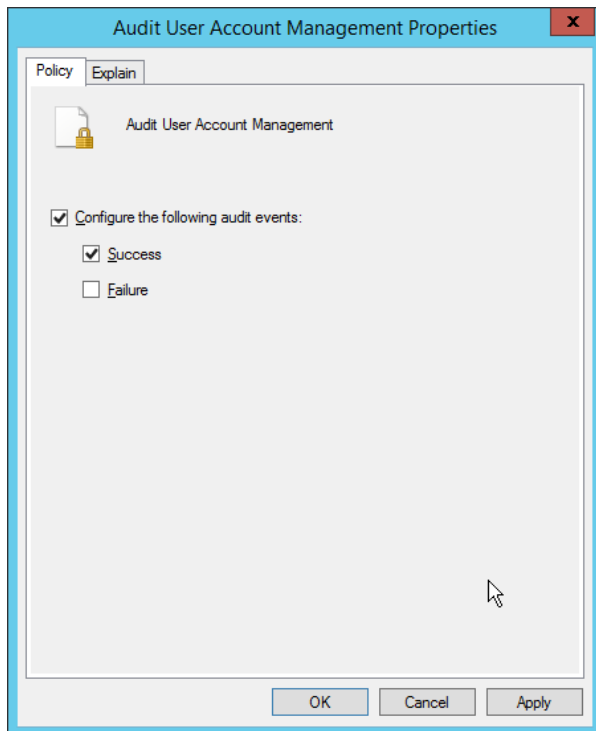 Audit User Account Management Properties
x
Policy
Explain
Audit User Account Management
Configure the following audit events:
Success
Failure
OK
Cancel
Apply